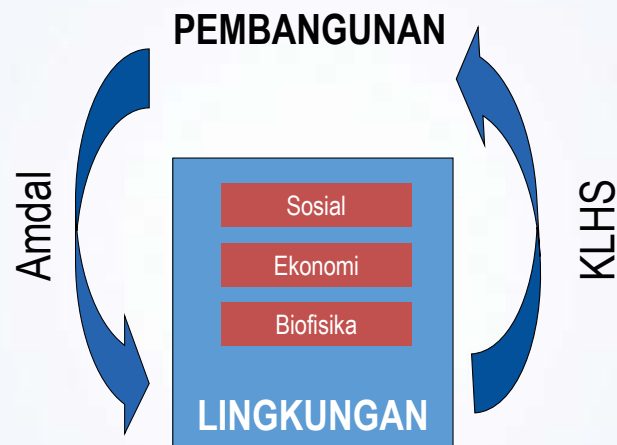 PEMBANGUNAN
Amdal
Sosial
Ekonomi
Biofisika
LINGKUNGAN
KLHS